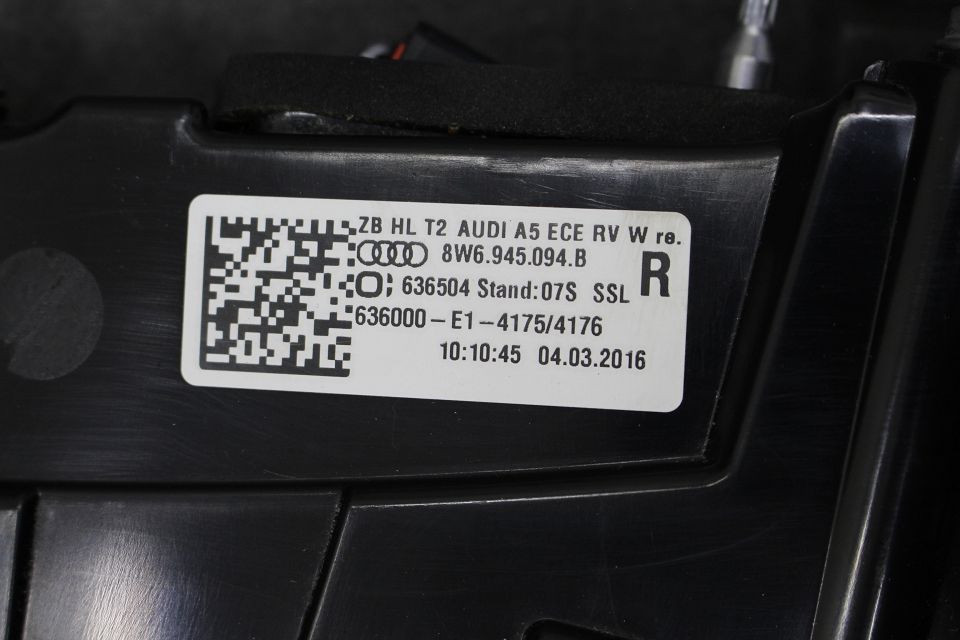 ZB HL T2 AUDI A5 ECE RV W re.
8W6.945.094.B
R
636504 Stand:07S SSL
636000-E1-4175/4176
10:10:45 04.03.2016